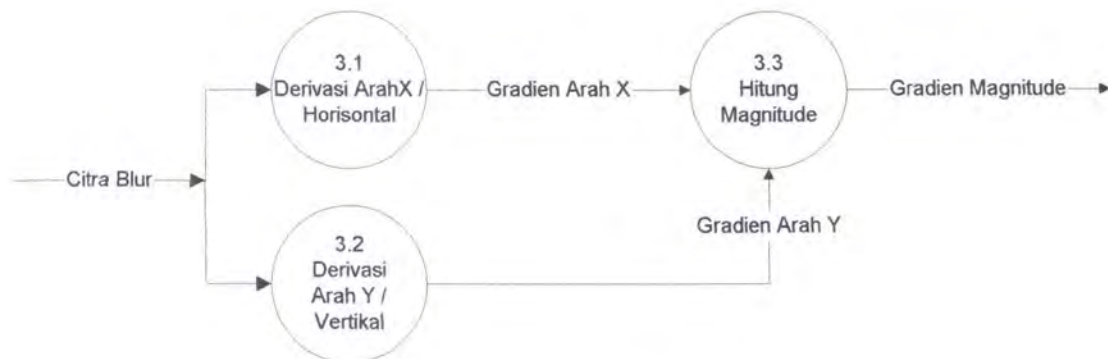 3.1
Derivasi ArahX /
Horisontal
Gradien Arah X
3.3
Hitung
Magnitude
Gradien Magnitude
Citra Blur
Gradien Arah Y
3.2
Derivasi
Arah Y /
Vertikal